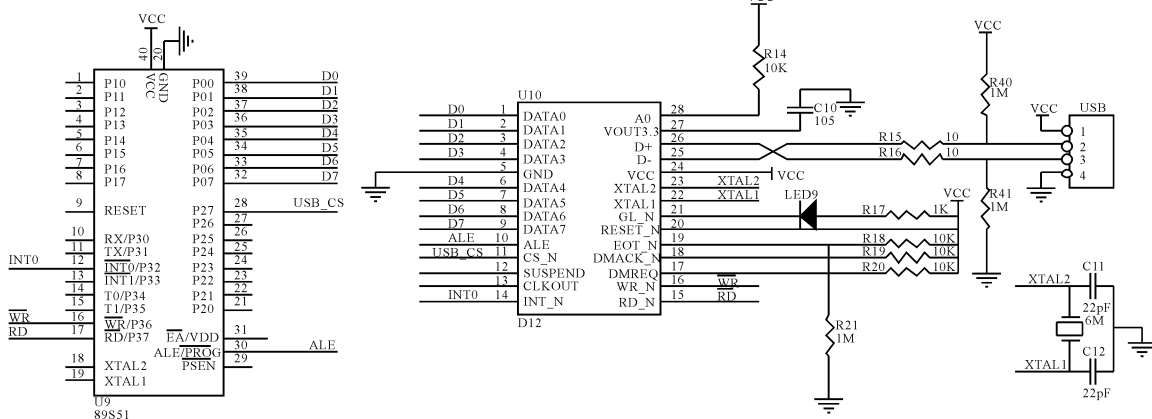 VCC
40
20
VCC
GND
1 P10
2 P11
3 P12
4 P13
5 P14
6 P15
7 P16
8 P17
9 RESET
10 RX/P30
11 TX/P31
INT0 12 INT0/P32
13 INT1/P33
14 T0/P34
15 T1/P35
WR 16 WR/P36
RD 17 RD/P37
18 XTAL2
19 XTAL1
P00 39 D0
P01 38 D1
P02 37 D2
P03 36 D3
P04 35 D4
P05 34 D5
P06 33 D6
P07 32 D7
P27 28 USB_CS
P26 27
P25 26
P24 25
P23 24
P22 23
P21 22
P20 21
EA/VDD 31
ALE/PROG 30 ALE
PSEN 29
U9
89S51
U10
D0 1 DATA0
D1 2 DATA1
D2 3 DATA2
D3 4 DATA3
5 GND
D4 6 DATA4
D5 7 DATA5
D6 8 DATA6
D7 9 DATA7
ALE 10 ALE
USB_CS 11 CS_N
12 SUSPEND
13 CLKOUT
INT0 14 INT_N
A0 28
VOUT3.3 27
D+ 26
D- 25
VCC 24 VCC
XTAL2 23 XTAL2
XTAL1 22 XTAL1
GL_N 21
RESET_N 20
EOT_N 19
DMACK_N 18
DMREQ 17
WR_N 16 WR
RD_N 15 RD
D12
VCC
R14
10K
C10
105
LED9
R15 10
R16 10
R17 1K
VCC
R18 10K
R19 10K
R20 10K
R21
1M
VCC
R40
1M
R41
1M
VCC
USB
1
2
3
4
XTAL2
C11
22pF
6M
XTAL1
C12
22pF